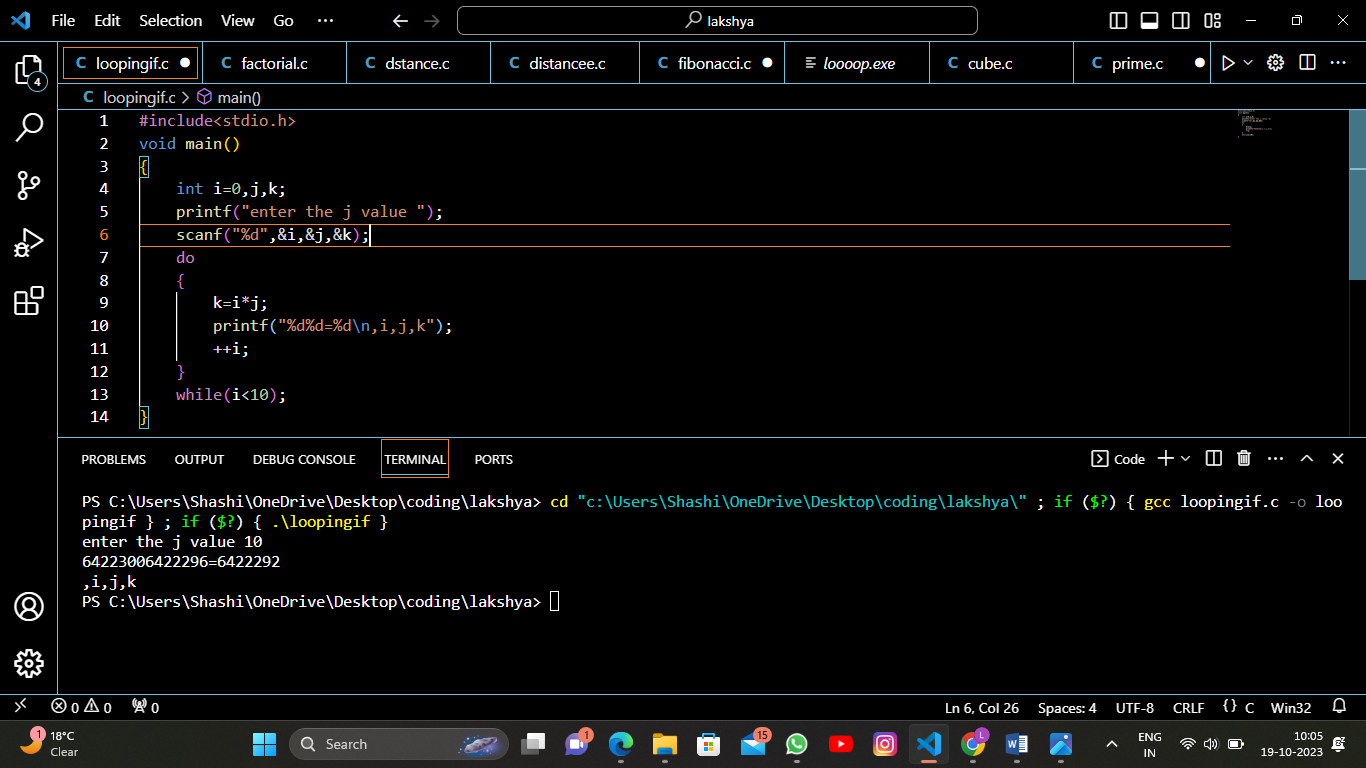 File Edit Selection View Go ··· lakshya
C loopingif.c ● C factorial.c C dstance.c C distancee.c C fibonacci.c ● loooop.exe C cube.c C prime.c ●
4
C loopingif.c > main()
1 #include<stdio.h>
2 void main()
3 {
4     int i=0,j,k;
5     printf("enter the j value ");
6     scanf("%d",&i,&j,&k);
7     do
8     {
9         k=i*j;
10         printf("%d%d=%d\n,i,j,k");
11         ++i;
12     }
13     while(i<10);
14 }
PROBLEMS OUTPUT DEBUG CONSOLE TERMINAL PORTS Code
PS C:\Users\Shashi\OneDrive\Desktop\coding\lakshya> cd "c:\Users\Shashi\OneDrive\Desktop\coding\lakshya\" ; if ($?) { gcc loopingif.c -o loo
pingif } ; if ($?) { .\loopingif }
enter the j value 10
64223006422296=6422292
,i,j,k
PS C:\Users\Shashi\OneDrive\Desktop\coding\lakshya>
0 0 0 Ln 6, Col 26 Spaces: 4 UTF-8 CRLF {} C Win32
1 18°C Search 1 15 L ENG 10:05
Clear IN 19-10-2023